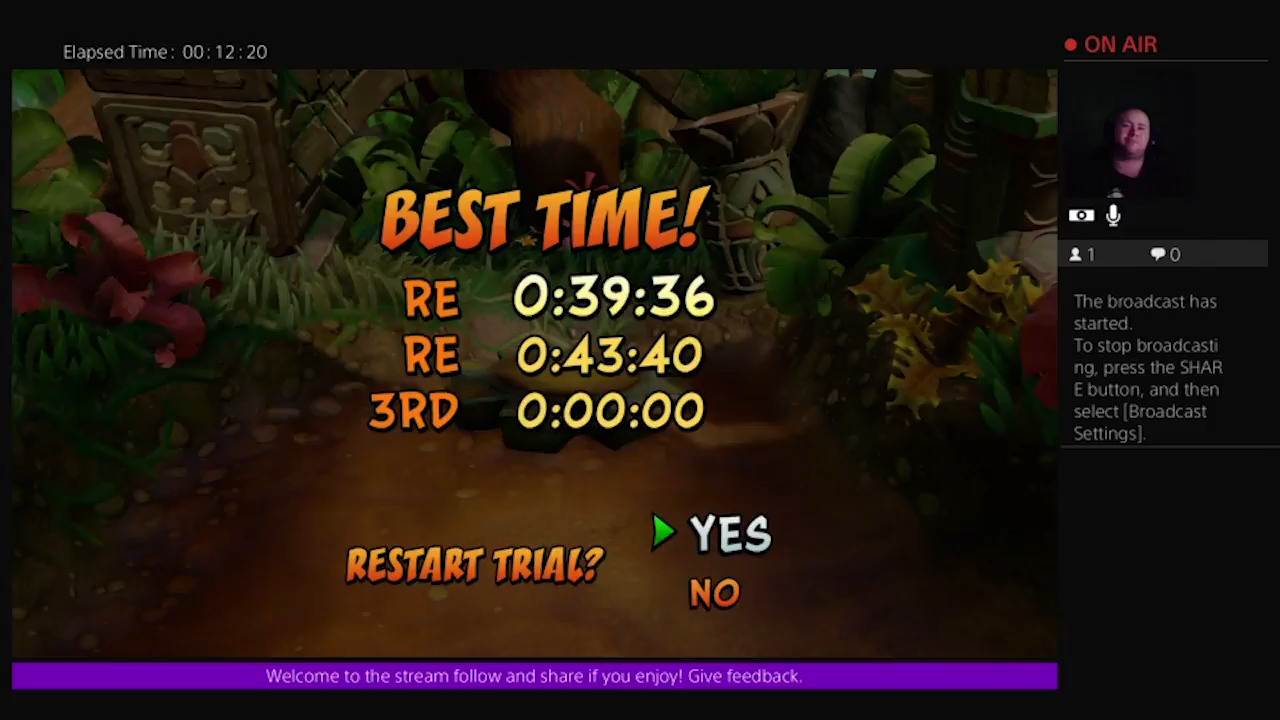 Elapsed Time: 00:12:20
ON AIR
BEST TIME!
RE 0:39:36
RE 0:43:40
3RD 0:00:00
RESTART TRIAL?
YES
NO
1 0
The broadcast has
started.
To stop broadcasti
ng, press the SHAR
E button, and then
select [Broadcast
Settings].
Welcome to the stream follow and share if you enjoy! Give feedback.